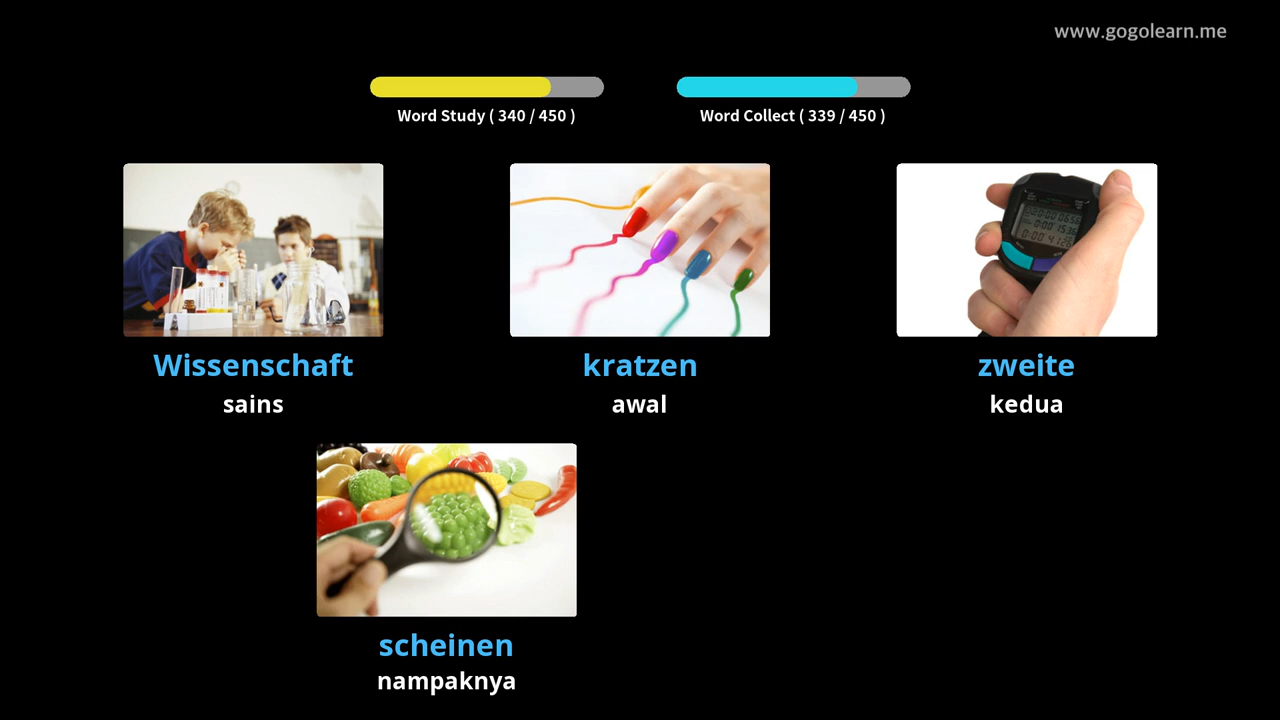 www.gogolearn.me
Word Study ( 340 / 450 )
Word Collect ( 339 / 450 )
Wissenschaft
sains
kratzen
awal
zweite
kedua
scheinen
nampaknya